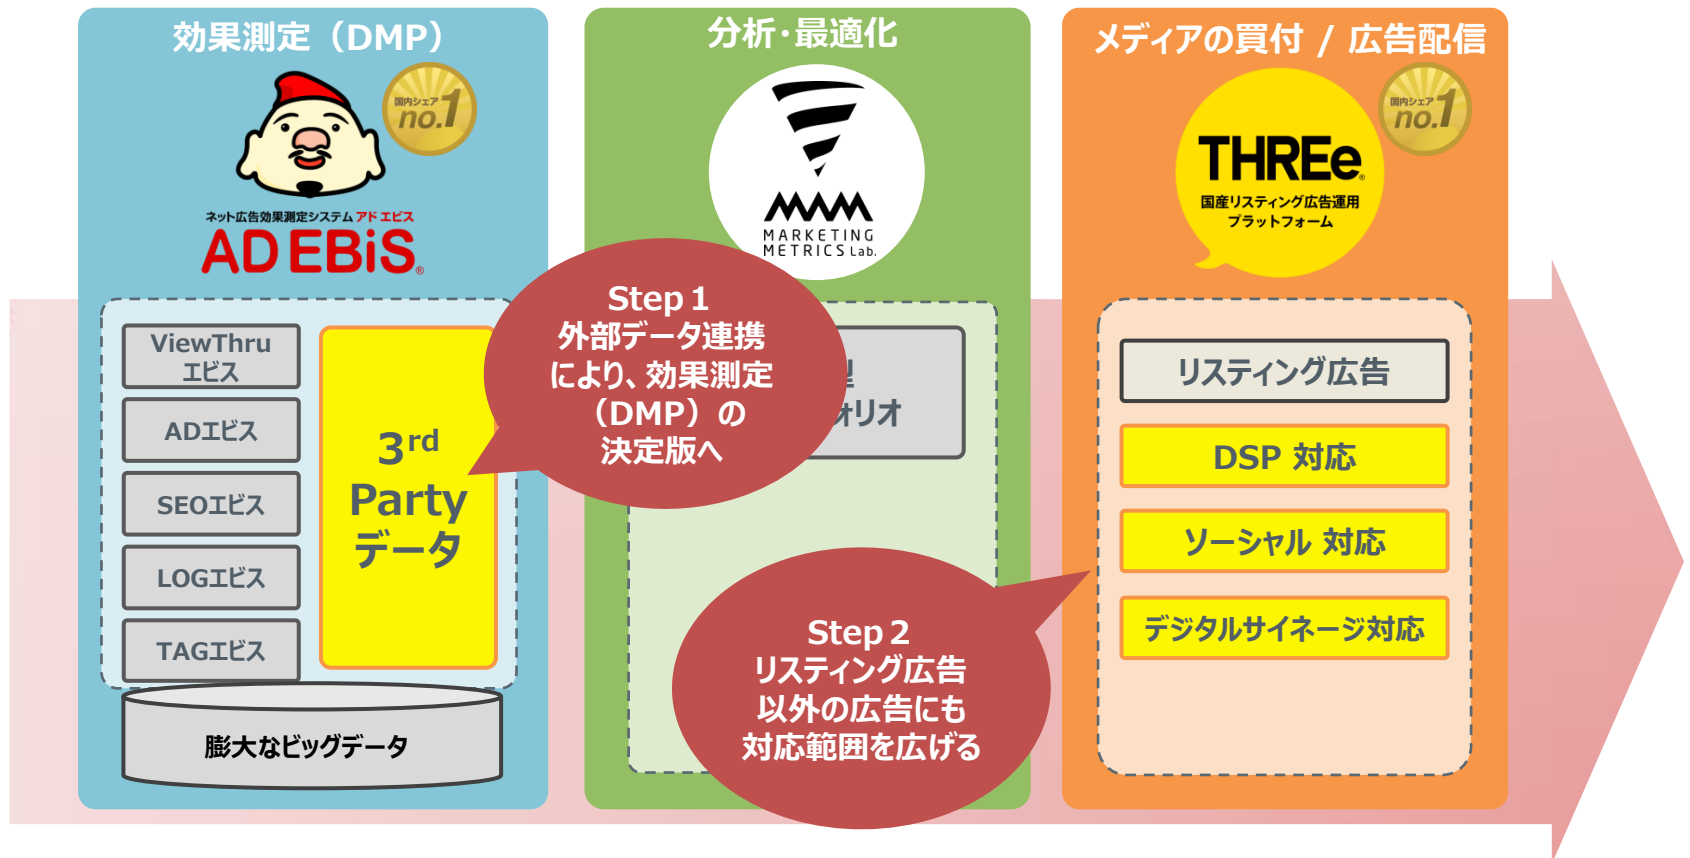 効果測定（DMP）
国内シェア
no.1
ネット広告効果測定システム アド エビス
AD EBiS®
ViewThru
エビス
ADエビス
SEOエビス
LOGエビス
TAGエビス
3rd
Party
データ
膨大なビッグデータ
分析・最適化
MARKETING
METRICS Lab.
Step 1
外部データ連携
により、効果測定
（DMP）の
決定版へ
型
ォリオ
Step 2
リスティング広告
以外の広告にも
対応範囲を広げる
メディアの買付 / 広告配信
国内シェア
no.1
THREe®
国産リスティング広告運用
プラットフォーム
リスティング広告
DSP 対応
ソーシャル 対応
デジタルサイネージ対応